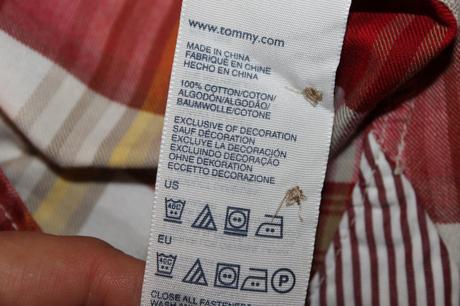 www.tommy.com
MADE IN CHINA
FABRIQUÉ EN CHINE
HECHO EN CHINA
100% COTTON/COTON/
ALGODÓN/ALGODÃO/
BAUMWOLLE/COTONE
EXCLUSIVE OF DECORATION
SAUF DÉCORATION
EXCLUYE LA DECORACIÓN
EXCLUINDO DECORAÇÃO
OHNE DEKORATION
ECCETTO DECORAZIONE
US
40C
EU
40C
P
CLOSE ALL FASTENERS